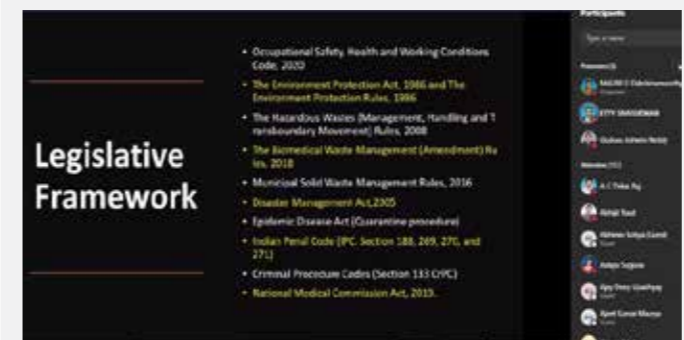 Participants
Type a name
• Occupational Safety, Health and Working Conditions
Code, 2020
• The Environment Protection Act, 1986 and The
Environment Protection Rules, 1986
• The Hazardous Wastes (Management, Handling and T
ransboundary Movement) Rules, 2008
• The Biomedical Waste Management (Amendment) Ru
les, 2018
• Municipal Solid Waste Management Rules, 2016
• Disaster Management Act,2005
• Epidemic Disease Act (Quarantine procedure)
• Indian Penal Code (IPC. Section 188, 269, 270, and
271)
• Criminal Procedure Codes (Section 133 CrPC)
• National Medical Commission Act, 2019.
Legislative
Framework